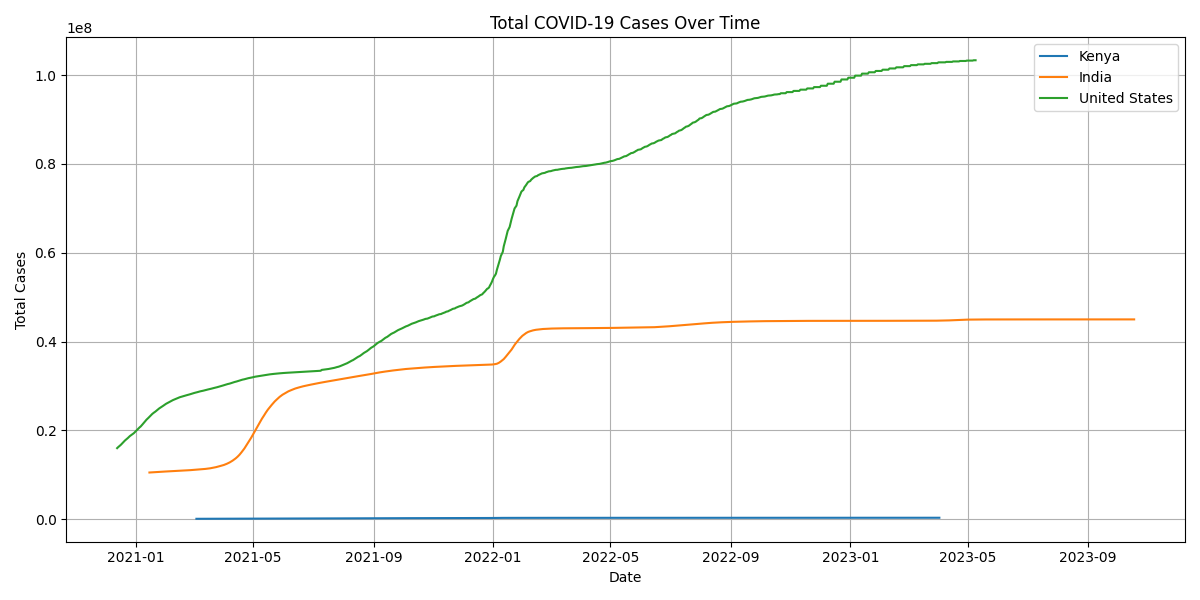 Total COVID-19 Cases Over Time
1e8
Kenya
India
United States
1.0
0.8
0.6
0.4
0.2
0.0
Total Cases
2021-01 2021-05 2021-09 2022-01 2022-05 2022-09 2023-01 2023-05 2023-09
Date